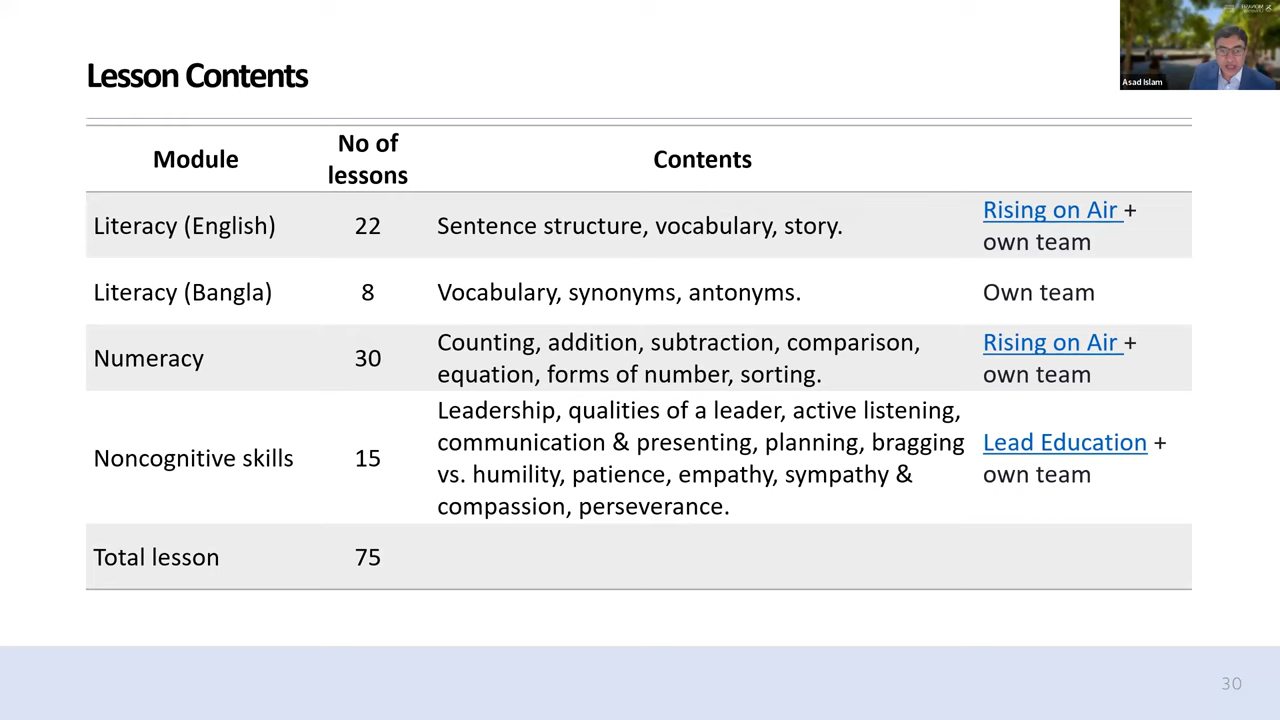 Lesson Contents
Asad Islam
Module
No of
lessons
Contents
Literacy (English)
22
Sentence structure, vocabulary, story.
Rising on Air +
own team
Literacy (Bangla)
8
Vocabulary, synonyms, antonyms.
Own team
Numeracy
30
Counting, addition, subtraction, comparison,
equation, forms of number, sorting.
Rising on Air +
own team
Noncognitive skills
15
Leadership, qualities of a leader, active listening,
communication & presenting, planning, bragging
vs. humility, patience, empathy, sympathy &
compassion, perseverance.
Lead Education +
own team
Total lesson
75
30